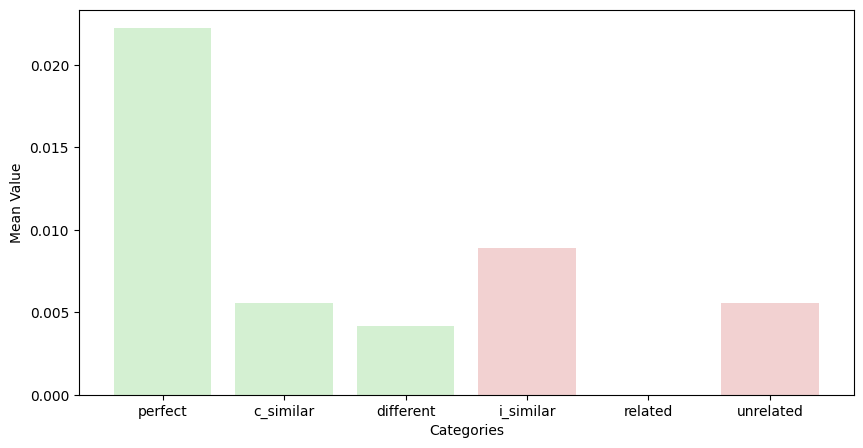 Mean Value
0.020
0.015
0.010
0.005
0.000
perfect c_similar different i_similar related unrelated
Categories